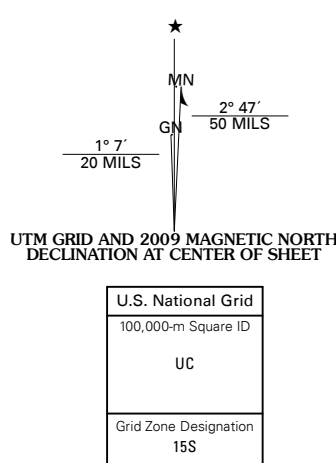 ★
MN
GN
2° 47´
50 MILS
1° 7´
20 MILS
UTM GRID AND 2009 MAGNETIC NORTH
DECLINATION AT CENTER OF SHEET
U.S. National Grid
100,000-m Square ID
UC
Grid Zone Designation
15S